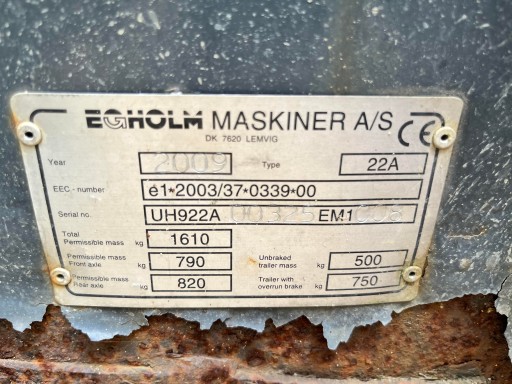 EGHOLM MASKINER A/S
DK 7620 LEMVIG
CE
Year 2009 Type 22A
EEC - number e1*2003/37*0339*00
Serial no. UH922A 00325 EM1
Total
Permissible mass kg 1610
Permissible mass
Front axle kg 790 Unbraked
trailer mass kg 500
Permissible mass
Rear axle kg 820 Trailer with
overrun brake kg 750